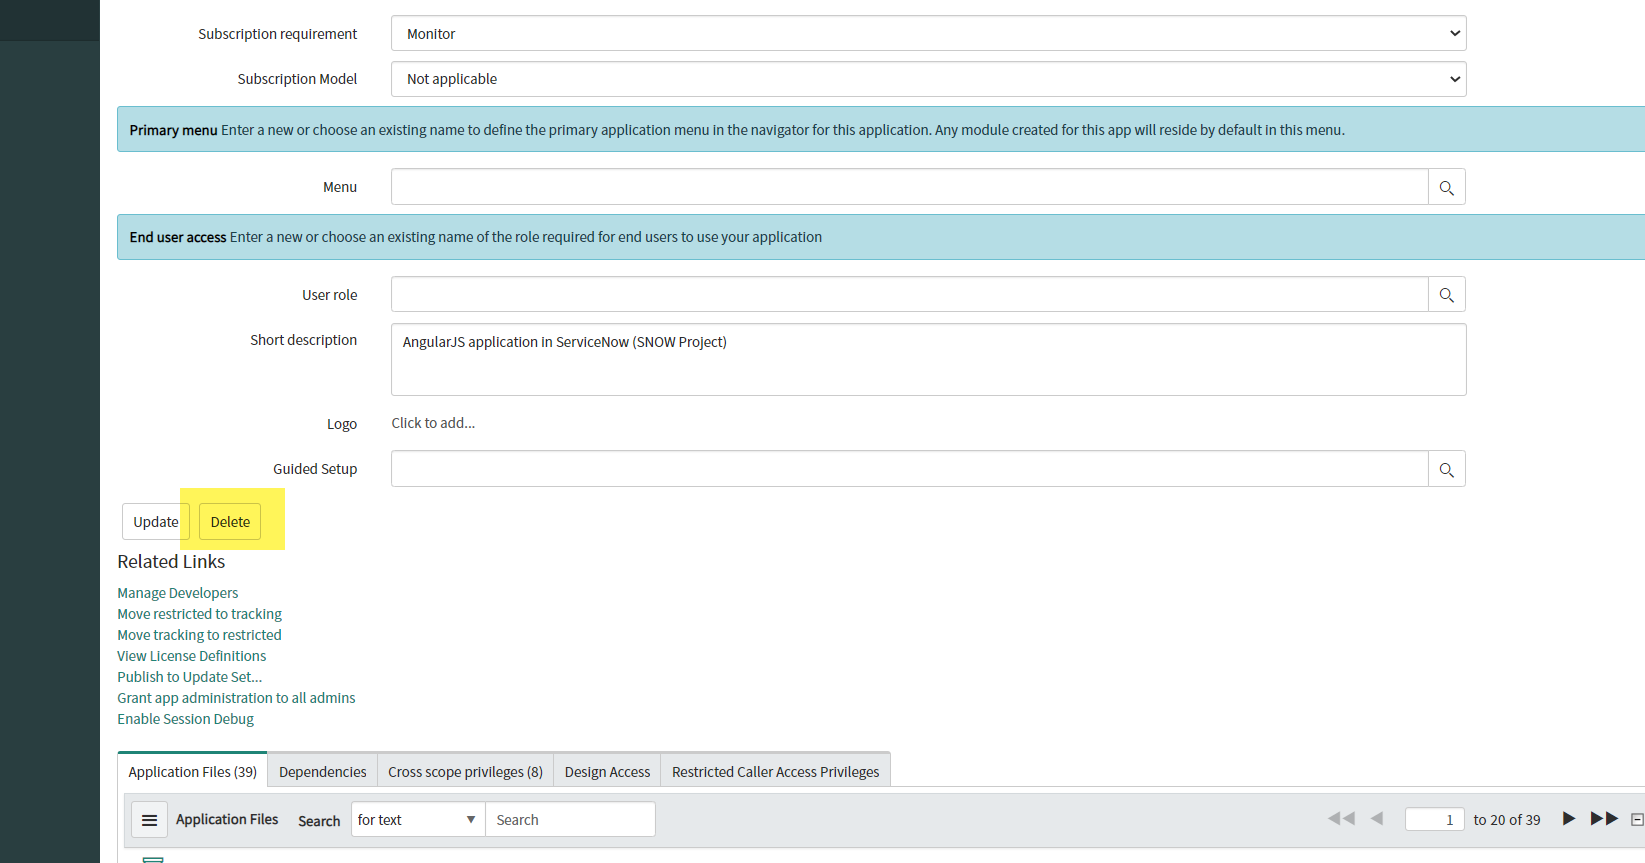 Subscription requirement Monitor
Subscription Model Not applicable
Primary menu Enter a new or choose an existing name to define the primary application menu in the navigator for this application. Any module created for this app will reside by default in this menu.
Menu
End user access Enter a new or choose an existing name of the role required for end users to use your application
User role
Short description AngularJS application in ServiceNow (SNOW Project)
Logo Click to add...
Guided Setup
Update Delete
Related Links
Manage Developers
Move restricted to tracking
Move tracking to restricted
View License Definitions
Publish to Update Set...
Grant app administration to all admins
Enable Session Debug
Application Files (39) Dependencies Cross scope privileges (8) Design Access Restricted Caller Access Privileges
Application Files Search for text Search 1 to 20 of 39